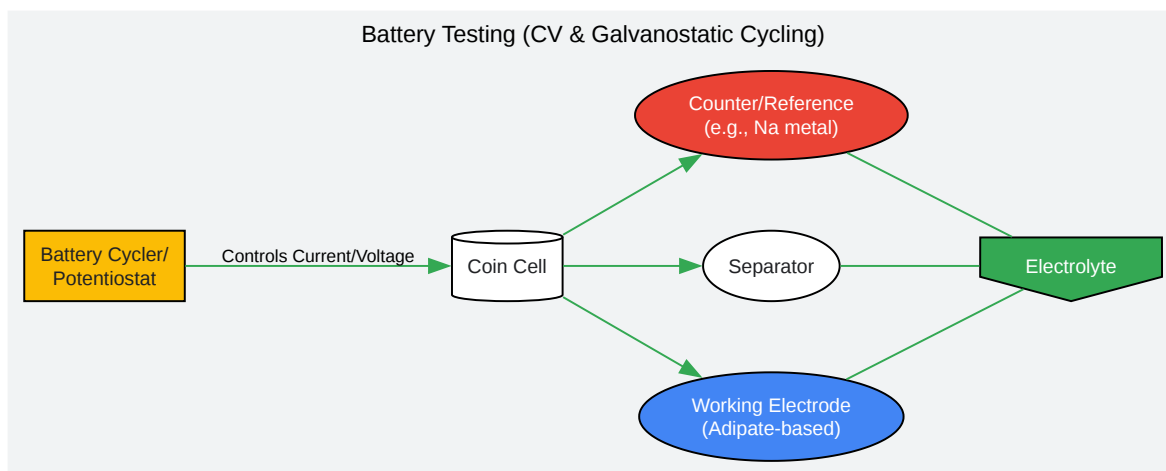 Battery Testing (CV & Galvanostatic Cycling)
Counter/Reference
(e.g., Na metal)
Battery Cycler/
Potentiostat
Controls Current/Voltage
Coin Cell
Separator
Electrolyte
Working Electrode
(Adipate-based)